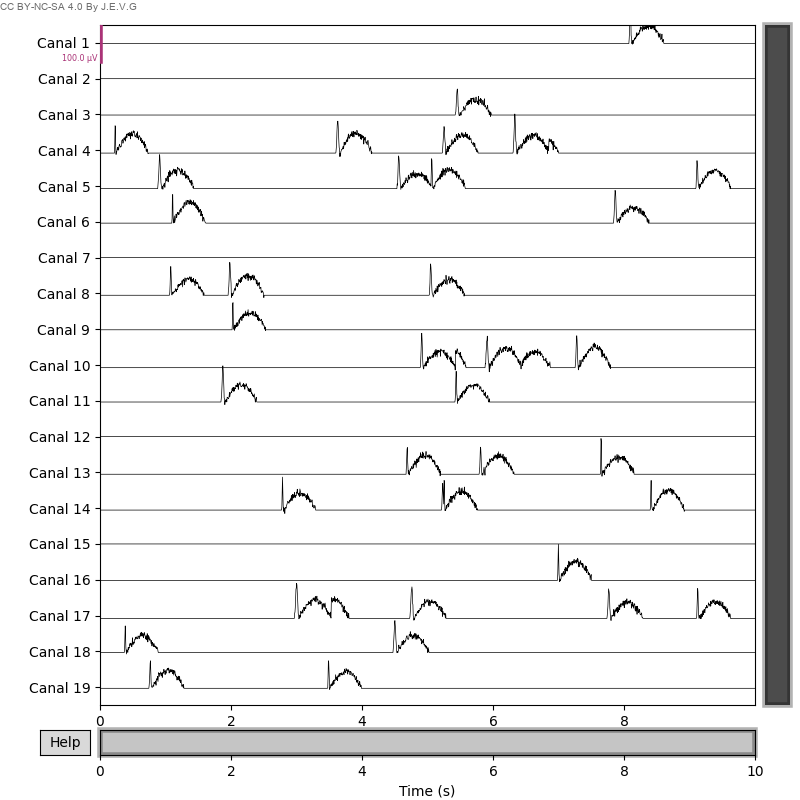 CC BY-NC-SA 4.0 By J.E.V.G
Canal 1
100.0 µV
Canal 2
Canal 3
Canal 4
Canal 5
Canal 6
Canal 7
Canal 8
Canal 9
Canal 10
Canal 11
Canal 12
Canal 13
Canal 14
Canal 15
Canal 16
Canal 17
Canal 18
Canal 19
0 2 4 6 8
Help
0 2 4 6 8 10
Time (s)